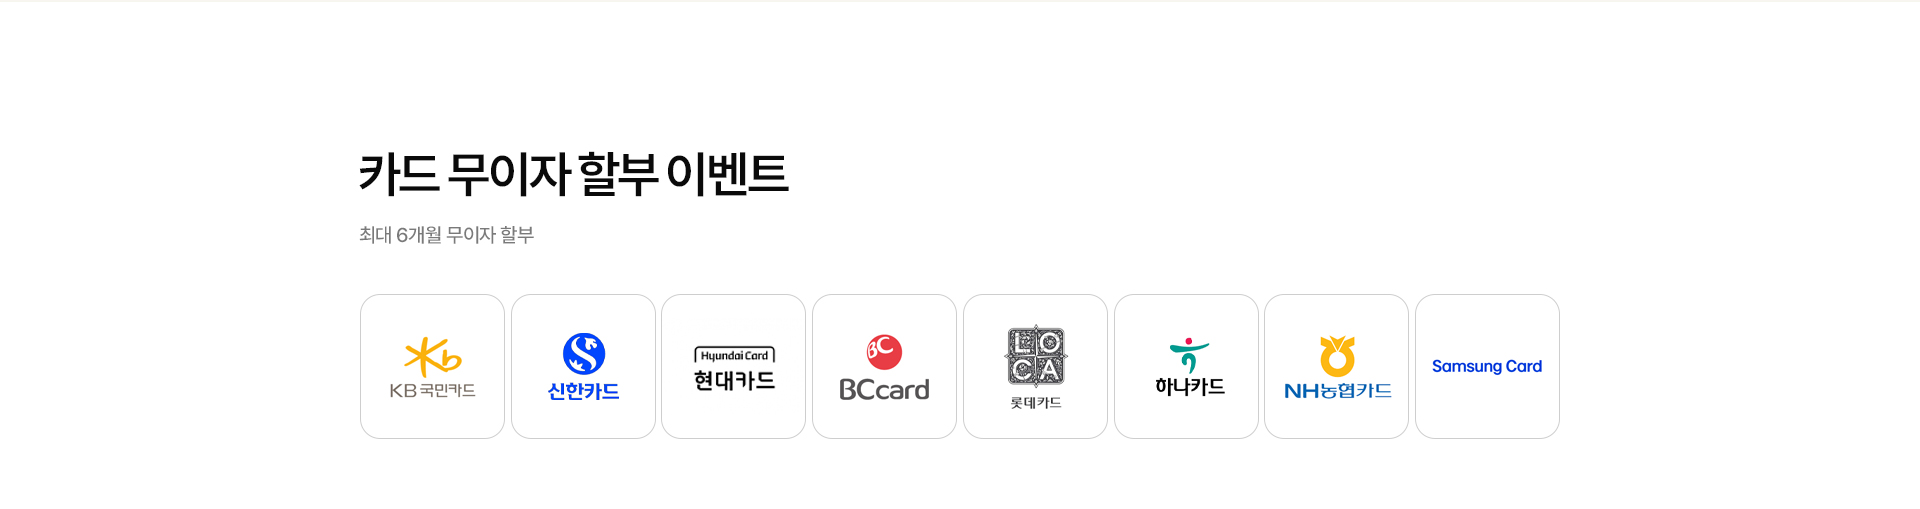 카드 무이자 할부 이벤트
최대 6개월 무이자 할부
Kb
KB국민카드
S
신한카드
Hyundai Card
현대카드
BC
BCcard
LO
CA
롯데카드
하나카드
NH농협카드
Samsung Card